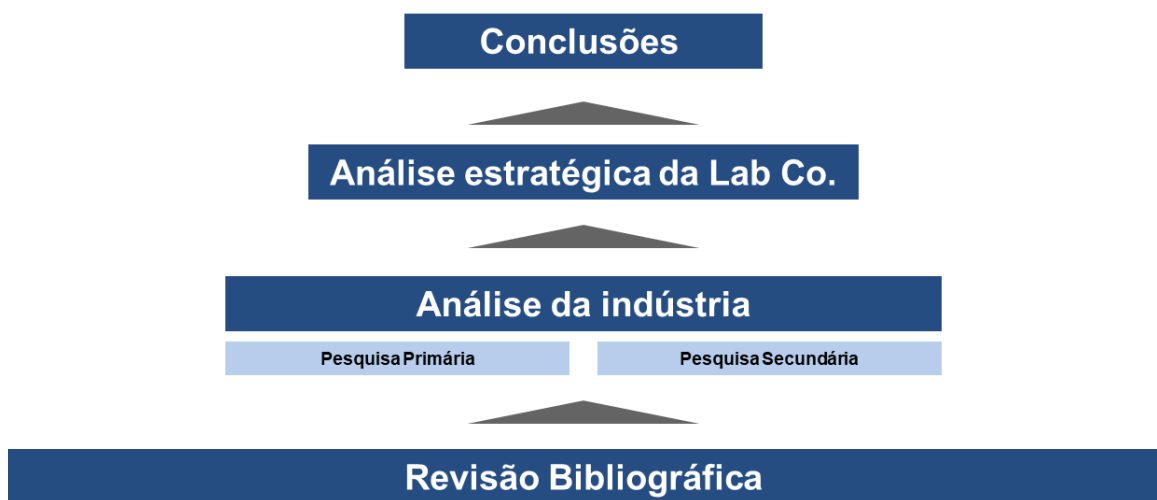 Conclusões
Análise estratégica da Lab Co.
Análise da indústria
Pesquisa Primária
Pesquisa Secundária
Revisão Bibliográfica